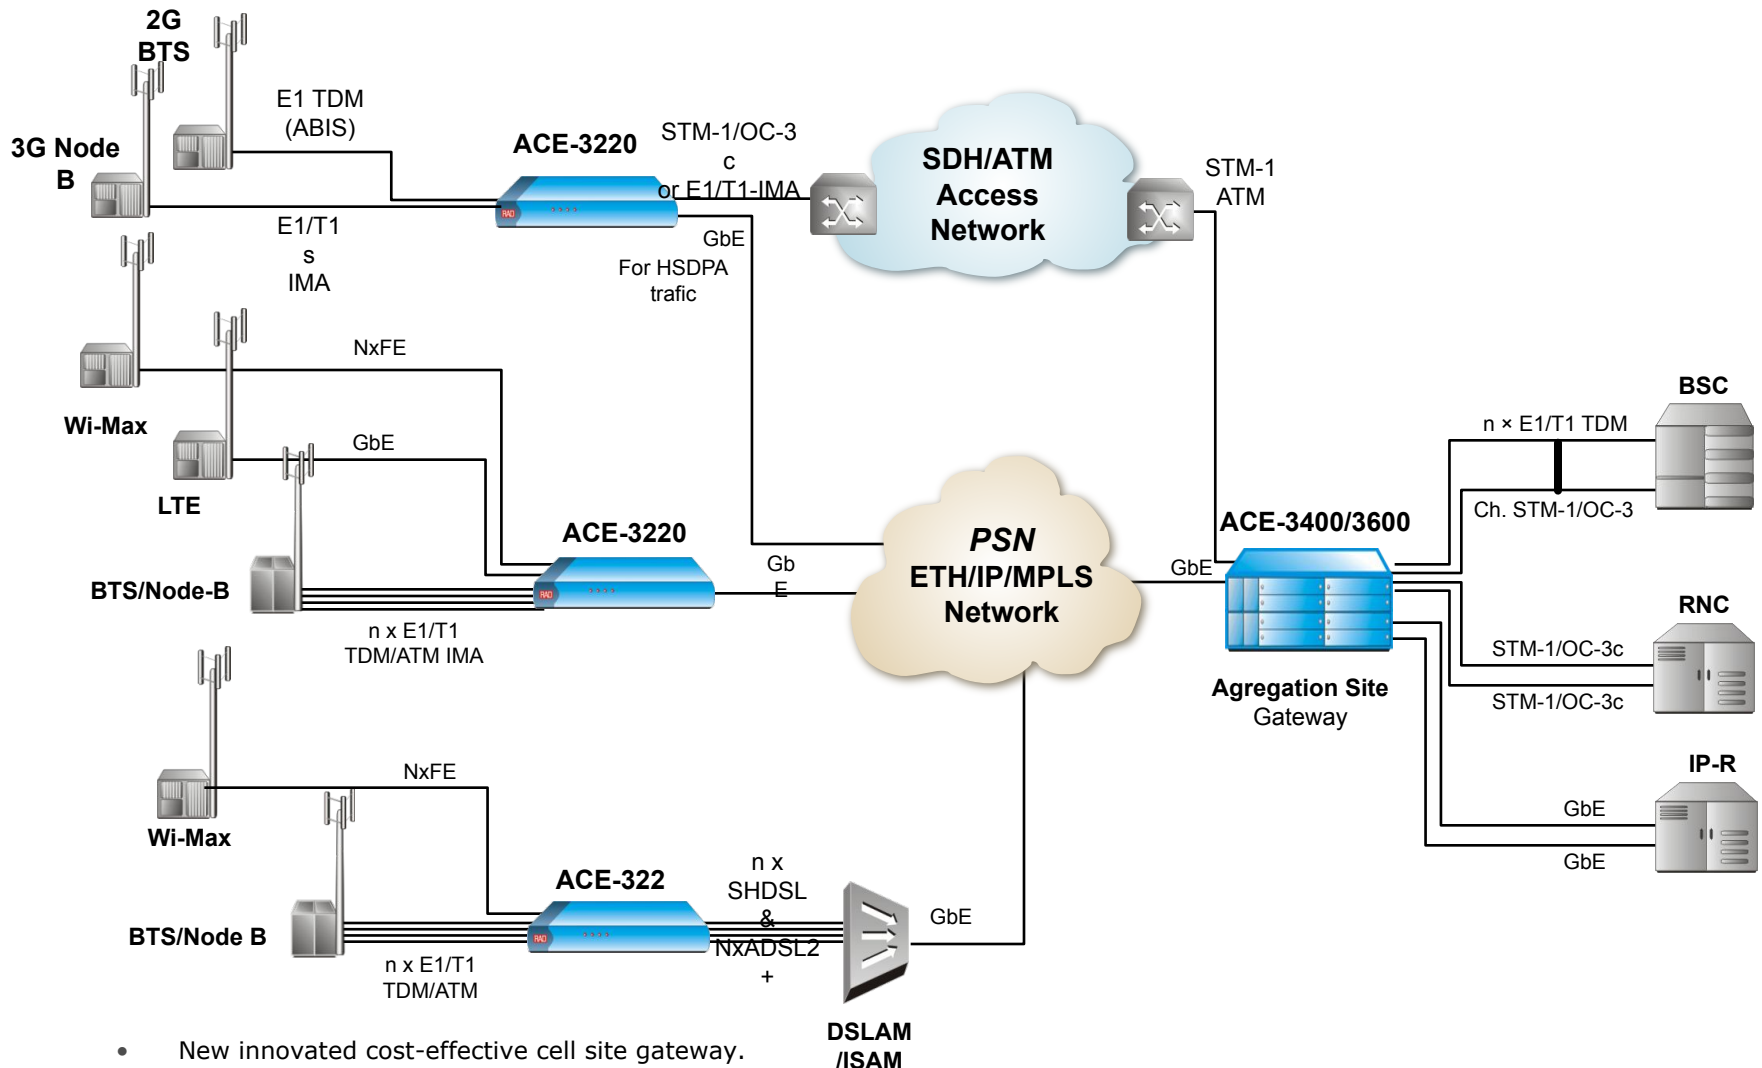 2G
BTS
E1 TDM
(ABIS)
3G Node
B
ACE-3220
STM-1/OC-3
c
or E1/T1-IMA
SDH/ATM
Access
Network
STM-1
ATM
RAD
E1/T1
s
IMA
GbE
For HSDPA
trafic
NxFE
Wi-Max
GbE
LTE
BSC
n × E1/T1 TDM
Ch. STM-1/OC-3
ACE-3220
RAD
Gb
E
PSN
ETH/IP/MPLS
Network
GbE
ACE-3400/3600
BTS/Node-B
n x E1/T1
TDM/ATM IMA
RNC
STM-1/OC-3c
STM-1/OC-3c
Agregation Site
Gateway
IP-R
GbE
GbE
NxFE
Wi-Max
ACE-322
RAD
n x
SHDSL
&
NxADSL2
+
GbE
BTS/Node B
n x E1/T1
TDM/ATM
DSLAM
/ISAM
• New innovated cost-effective cell site gateway.